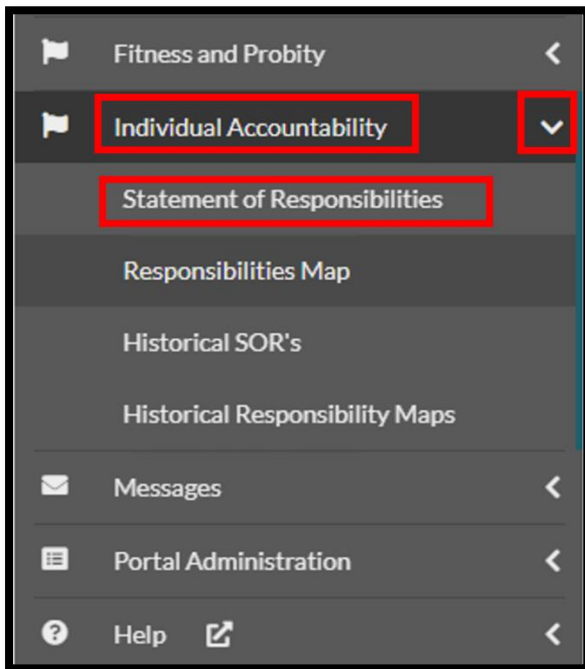 Fitness and Probity
Individual Accountability
Statement of Responsibilities
Responsibilities Map
Historical SOR's
Historical Responsibility Maps
Messages
Portal Administration
Help